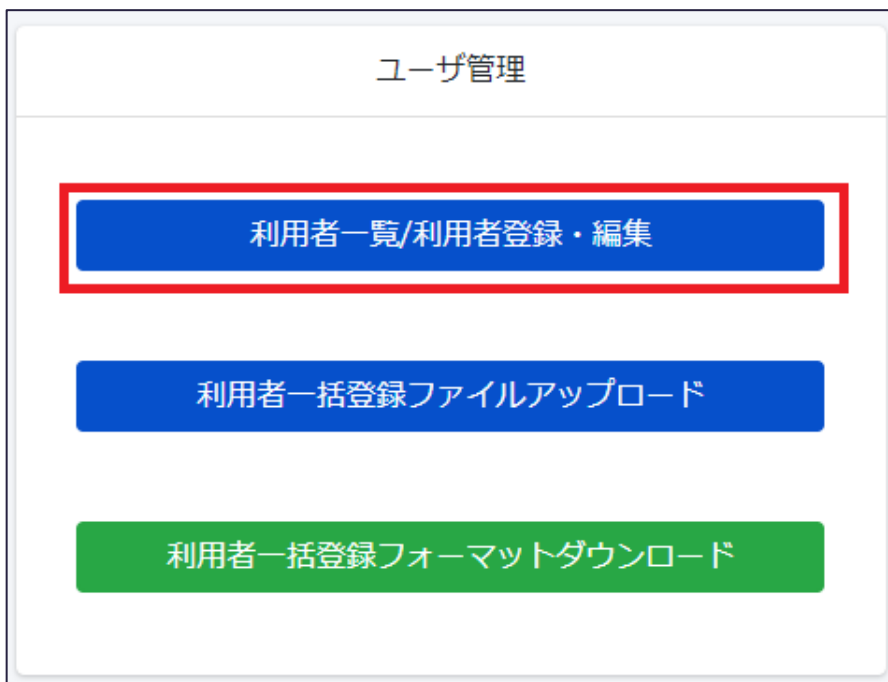 ユーザ管理
利用者一覧/利用者登録・編集
利用者一括登録ファイルアップロード
利用者一括登録フォーマットダウンロード